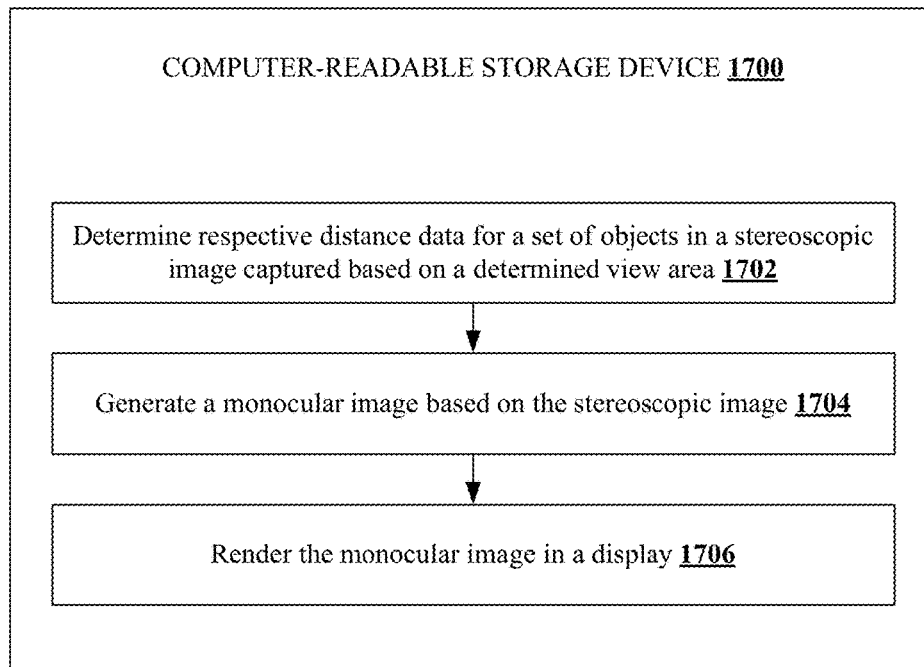 COMPUTER-READABLE STORAGE DEVICE 1700
Determine respective distance data for a set of objects in a stereoscopic
image captured based on a determined view area 1702
Generate a monocular image based on the stereoscopic image 1704
Render the monocular image in a display 1706